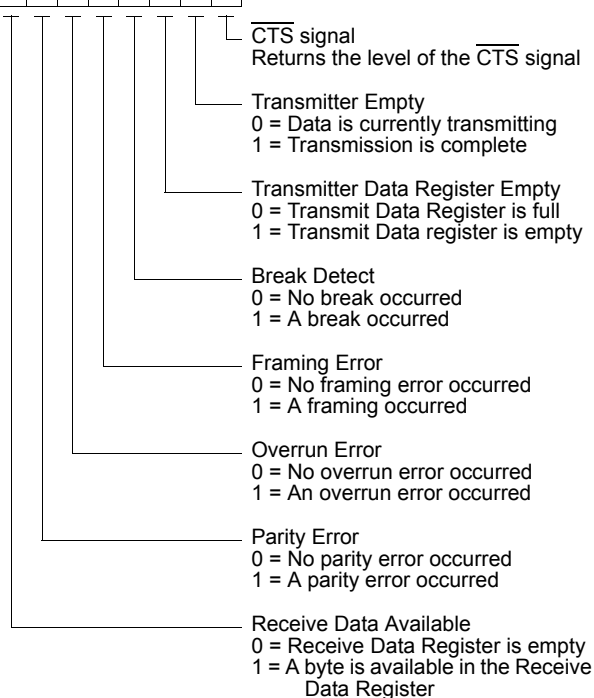 CTS signal
Returns the level of the CTS signal
Transmitter Empty
0 = Data is currently transmitting
1 = Transmission is complete
Transmitter Data Register Empty
0 = Transmit Data Register is full
1 = Transmit Data register is empty
Break Detect
0 = No break occurred
1 = A break occurred
Framing Error
0 = No framing error occurred
1 = A framing occurred
Overrun Error
0 = No overrun error occurred
1 = An overrun error occurred
Parity Error
0 = No parity error occurred
1 = A parity error occurred
Receive Data Available
0 = Receive Data Register is empty
1 = A byte is available in the Receive
Data Register